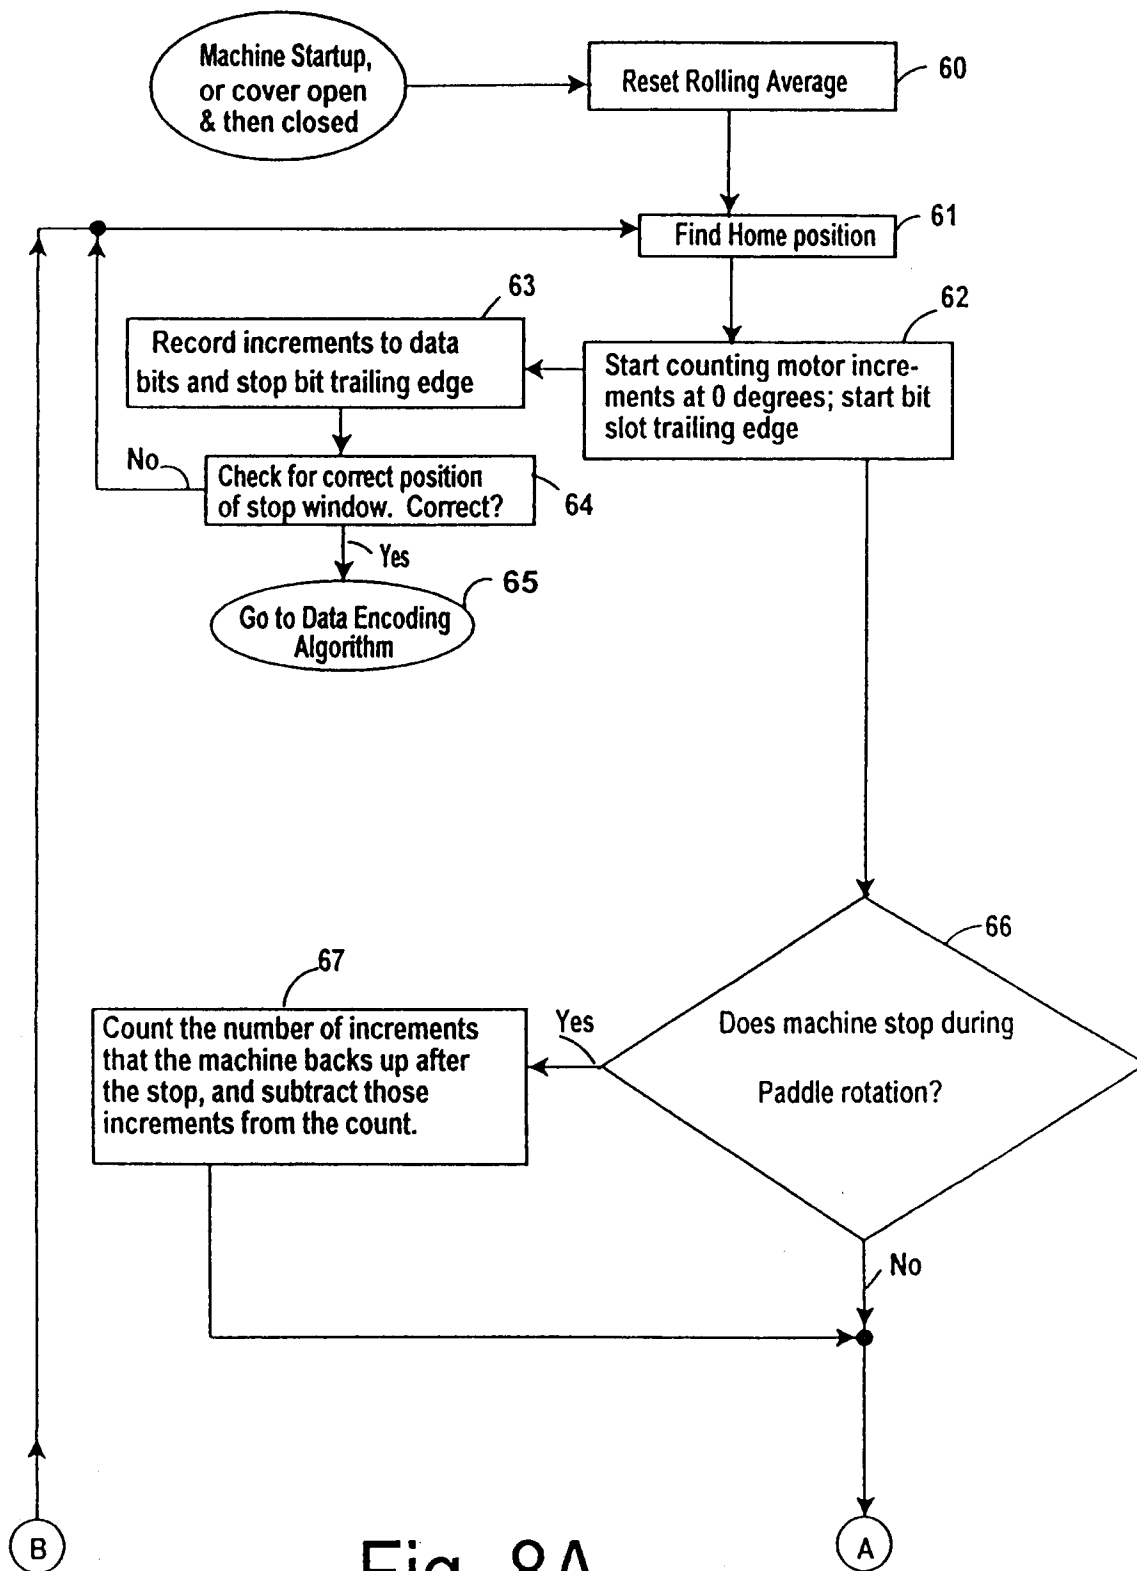 Machine Startup,
or cover open
& then closed
Reset Rolling Average
60
Find Home position
61
63
62
Record increments to data
bits and stop bit trailing edge
Start counting motor incre-
ments at 0 degrees; start bit
slot trailing edge
No
Check for correct position
of stop window. Correct?
64
Yes
65
Go to Data Encoding
Algorithm
66
67
Count the number of increments
that the machine backs up after
the stop, and subtract those
increments from the count.
Yes
Does machine stop during
Paddle rotation?
No
B
A
Fig. 8A